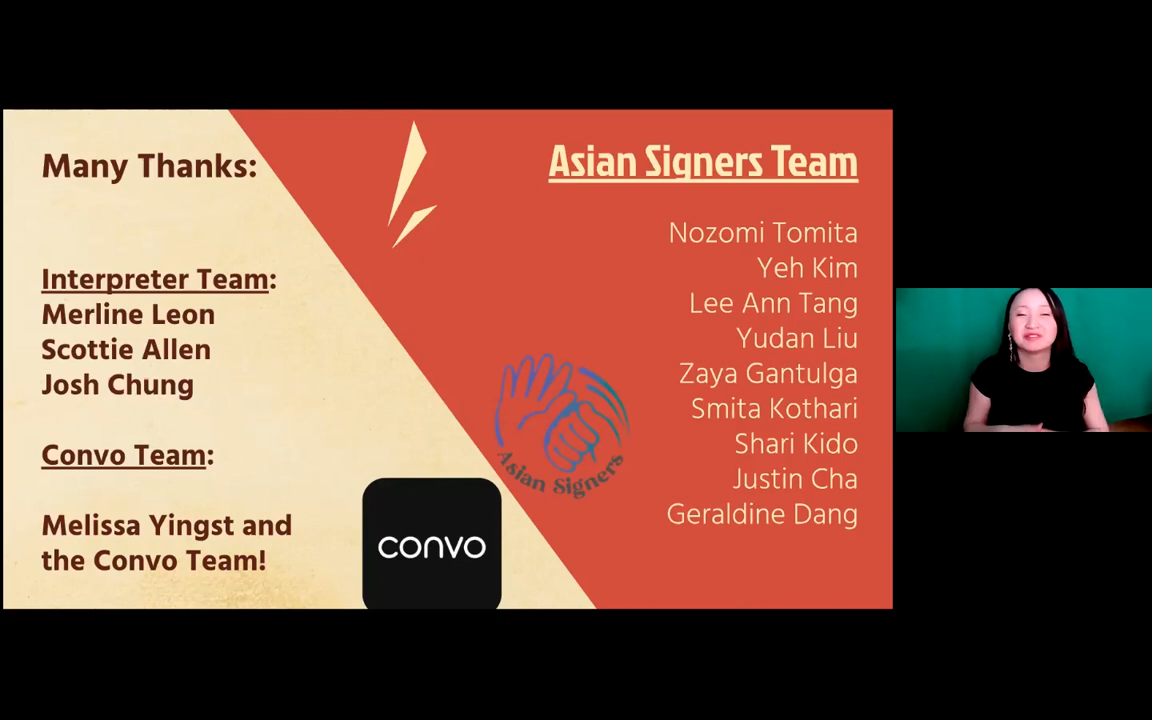 Many Thanks:
Interpreter Team:
Merline Leon
Scottie Allen
Josh Chung
Convo Team:
Melissa Yingst and
the Convo Team!
convo
Asian Signers
Asian Signers Team
Nozomi Tomita
Yeh Kim
Lee Ann Tang
Yudan Liu
Zaya Gantulga
Smita Kothari
Shari Kido
Justin Cha
Geraldine Dang